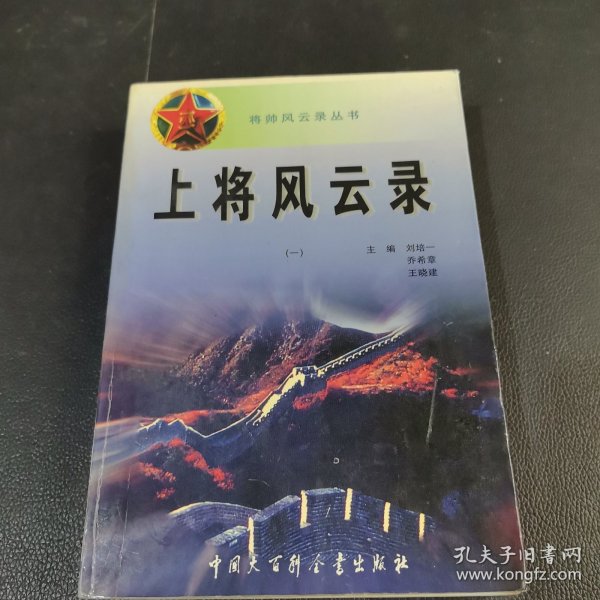 将帅风云录丛书
上将风云录
(一)
主编 刘培一
乔希章
王晓建
中国大百科全书出版社
孔夫子旧书网
www.kongfz.com